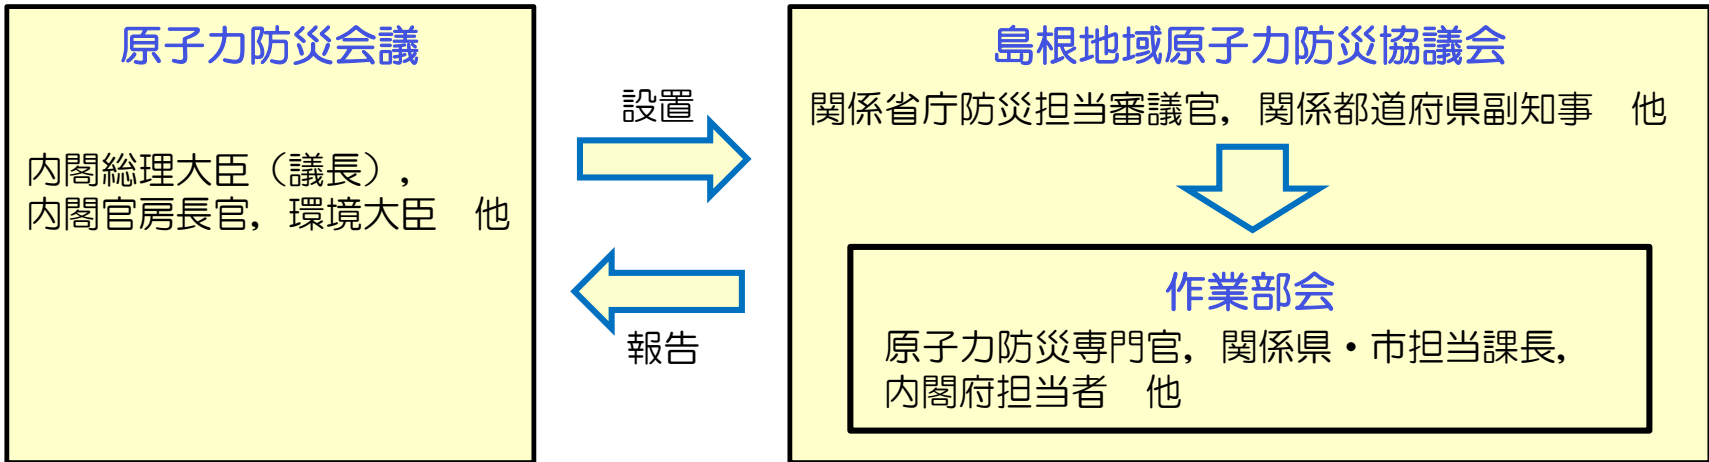 原子力防災会議
内閣総理大臣（議長），
内閣官房長官，環境大臣　他
設置
報告
島根地域原子力防災協議会
関係省庁防災担当審議官，関係都道府県副知事　他
作業部会
原子力防災専門官，関係県・市担当課長，
内閣府担当者　他